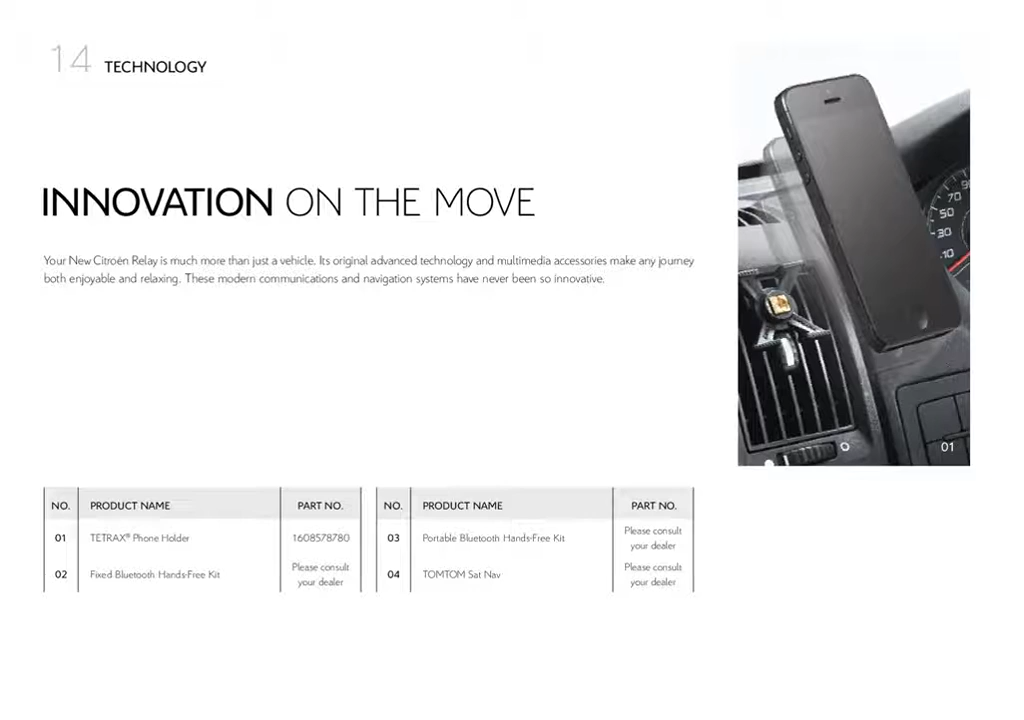 14 TECHNOLOGY
INNOVATION ON THE MOVE
Your New Citroën Relay is much more than just a vehicle. Its original advanced technology and multimedia accessories make any journey
both enjoyable and relaxing. These modern communications and navigation systems have never been so innovative.
70
50
30
10
01
NO. PRODUCT NAME PART NO.
01 TETRAX® Phone Holder 1608578780
02 Fixed Bluetooth Hands-Free Kit Please consult
your dealer
NO. PRODUCT NAME PART NO.
03 Portable Bluetooth Hands-Free Kit Please consult
your dealer
04 TOMTOM Sat Nav Please consult
your dealer